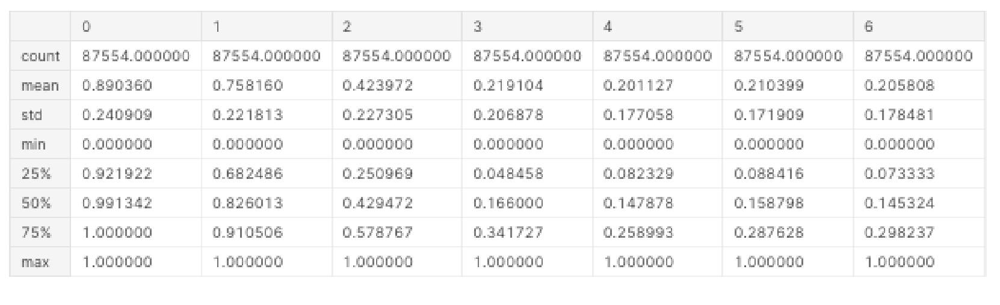 0 1 2 3 4 5 6
count 87554.000000 87554.000000 87554.000000 87554.000000 87554.000000 87554.000000 87554.000000
mean 0.890360 0.758160 0.423972 0.219104 0.201127 0.210399 0.205808
std 0.240909 0.221813 0.227305 0.206878 0.177058 0.171909 0.178481
min 0.000000 0.000000 0.000000 0.000000 0.000000 0.000000 0.000000
25% 0.921922 0.682486 0.250969 0.048458 0.082329 0.088416 0.073333
50% 0.991342 0.826013 0.429472 0.166000 0.147878 0.158798 0.145324
75% 1.000000 0.910506 0.578767 0.341727 0.258993 0.287628 0.298237
max 1.000000 1.000000 1.000000 1.000000 1.000000 1.000000 1.000000